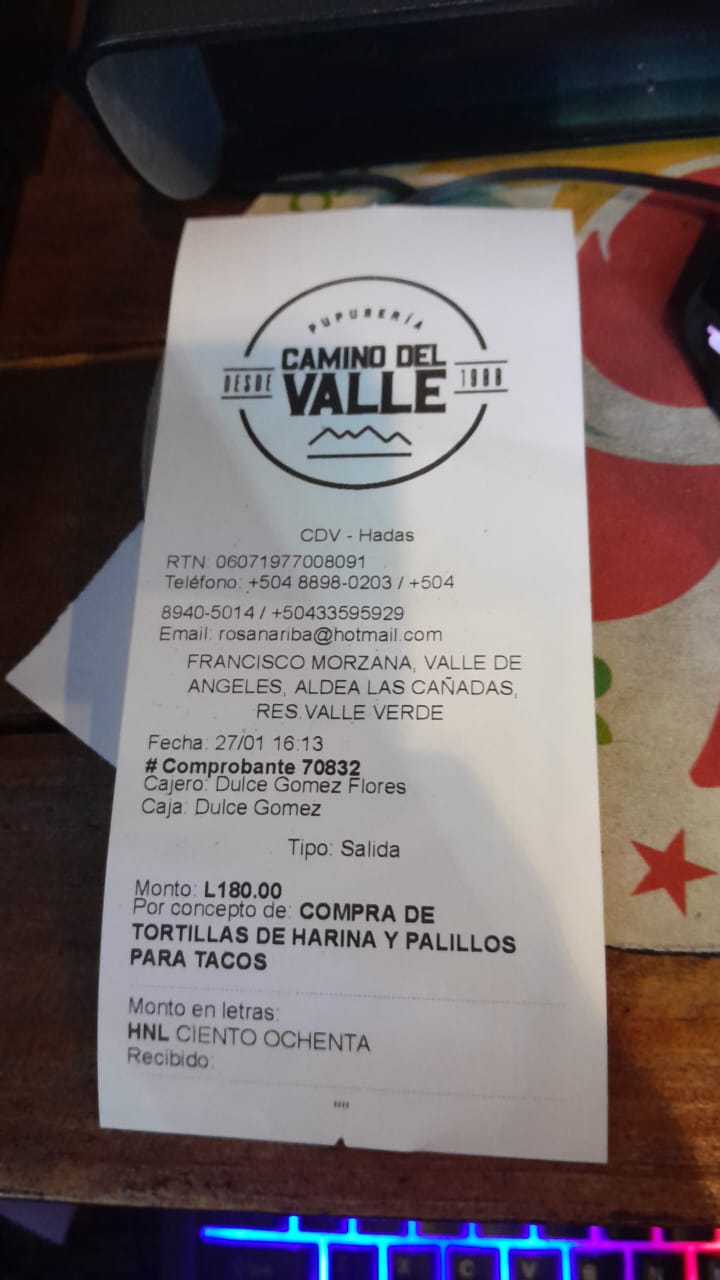 PUPURERÍA
CAMINO DEL
DESDE VALLE 1988
CDV - Hadas
RTN: 06071977008091
Teléfono: +504 8898-0203 / +504
8940-5014 / +50433595929
Email: rosanariba@hotmail.com
FRANCISCO MORZANA, VALLE DE
ANGELES, ALDEA LAS CAÑADAS,
RES.VALLE VERDE
Fecha: 27/01 16:13
# Comprobante 70832
Cajero: Dulce Gomez Flores
Caja: Dulce Gomez
Tipo: Salida
Monto: L180.00
Por concepto de: COMPRA DE
TORTILLAS DE HARINA Y PALILLOS
PARA TACOS
Monto en letras:
HNL CIENTO OCHENTA
Recibido:
""
X C V B N